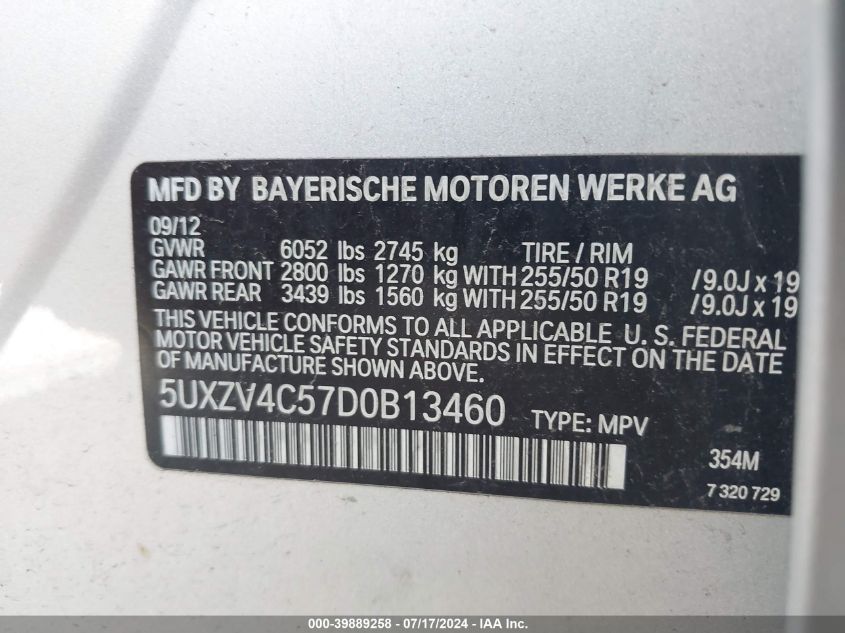 MFD BY BAYERISCHE MOTOREN WERKE AG
09/12
GVWR 6052 lbs 2745 kg TIRE / RIM
GAWR FRONT 2800 lbs 1270 kg WITH 255/50 R19 /9.0J x 19
GAWR REAR 3439 lbs 1560 kg WITH 255/50 R19 /9.0J x 19
THIS VEHICLE CONFORMS TO ALL APPLICABLE U. S. FEDERAL
MOTOR VEHICLE SAFETY STANDARDS IN EFFECT ON THE DATE
OF MANUFACTURE SHOWN ABOVE.
5UXZV4C57D0B13460 TYPE: MPV
354M
7 320 729
000-39889258 - 07/17/2024 - IAA Inc.